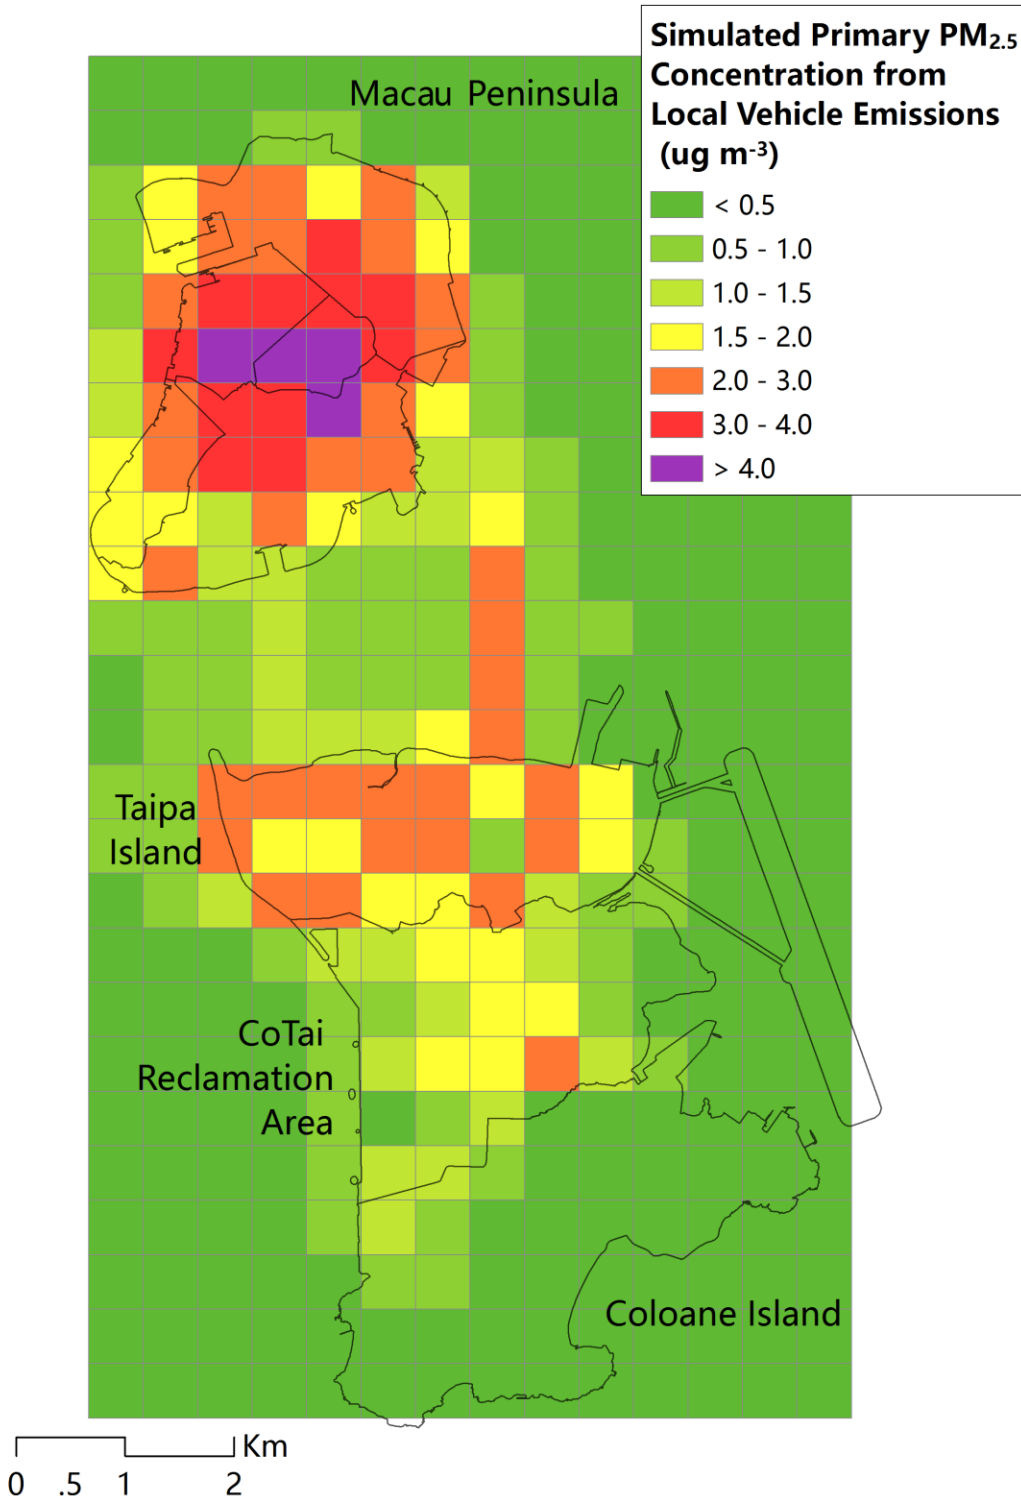 Simulated Primary PM2.5
Concentration from
Local Vehicle Emissions
(ug m-3)
< 0.5
0.5 - 1.0
1.0 - 1.5
1.5 - 2.0
2.0 - 3.0
3.0 - 4.0
> 4.0
Macau Peninsula
Taipa
Island
CoTai
Reclamation
Area
Coloane Island
Km
0 .5 1 2